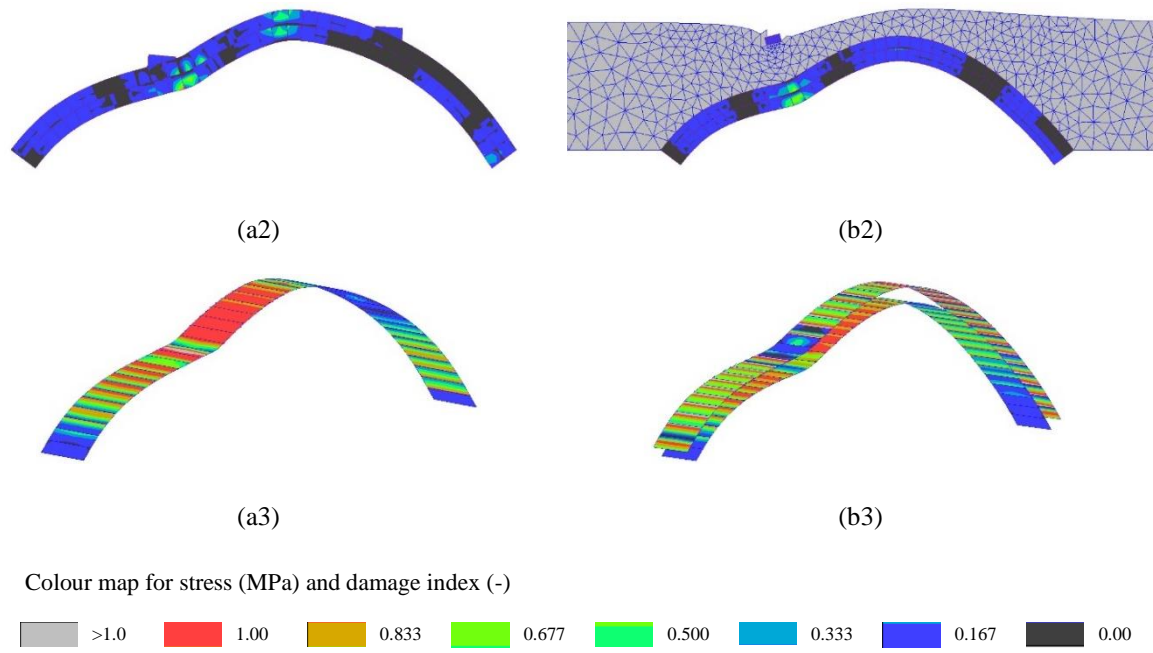 (a2) (b2)
(a3) (b3)
Colour map for stress (MPa) and damage index (-)
>1.0 1.00 0.833 0.677 0.500 0.333 0.167 0.00